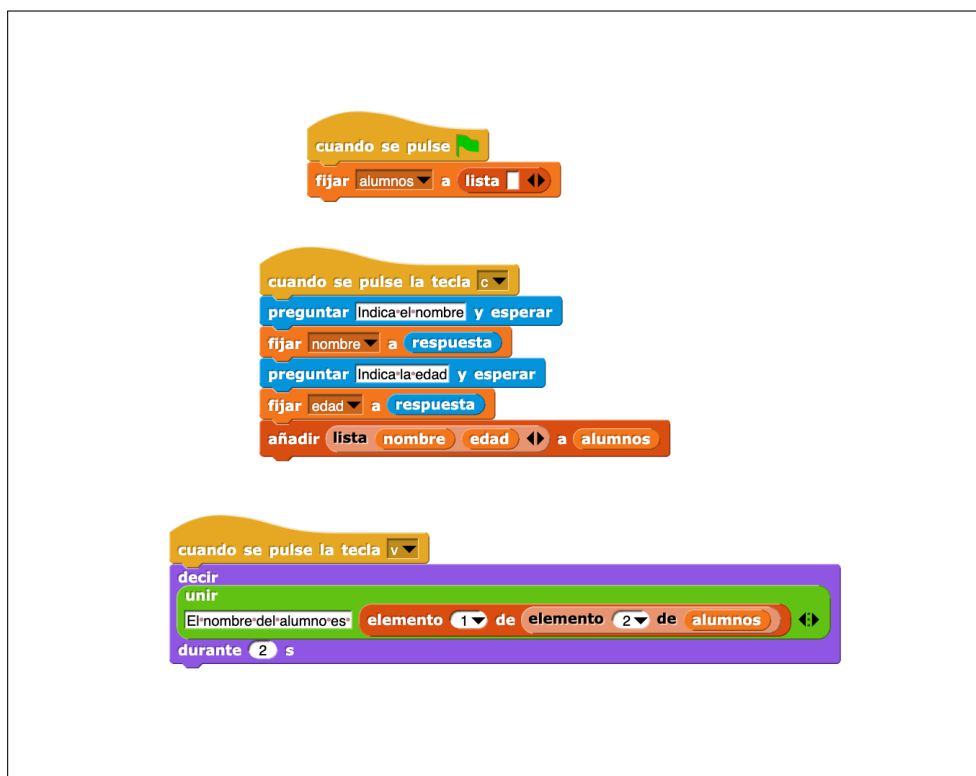 cuando se pulse
fijar alumnos a lista
cuando se pulse la tecla c
preguntar Indica el nombre y esperar
fijar nombre a respuesta
preguntar Indica la edad y esperar
fijar edad a respuesta
añadir lista nombre edad a alumnos
cuando se pulse la tecla v
decir
unir
El nombre del alumno es elemento 1 de elemento 2 de alumnos
durante 2 s